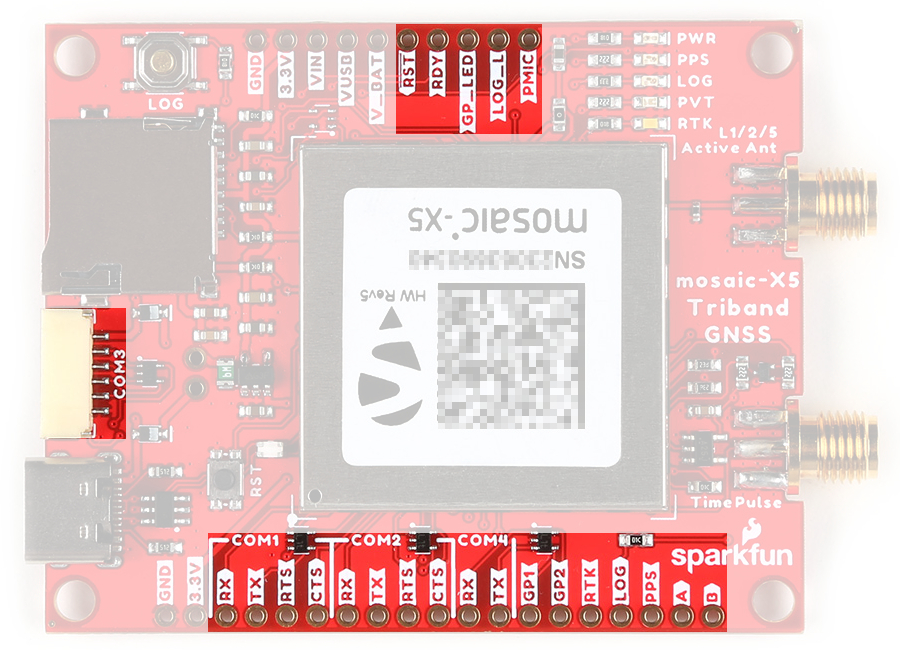 PWR
PPS
LOG
PVT
RTK
GND
3.3V
VIN
VUSB
V_BAT
RST
RDY
GP_LED
LOG_L
PMIC
LOG
L1/2/5
Active Ant
mosaic-X5
HW Rev5
mosaic-X5
Triband
GNSS
COM3
RST
TimePulse
COM1
COM2
COM4
sparkfun
GND
3.3V
RX
TX
RTS
CTS
RX
TX
RTS
CTS
RX
TX
GP1
GP2
RTK
LOG
PPS
A
B